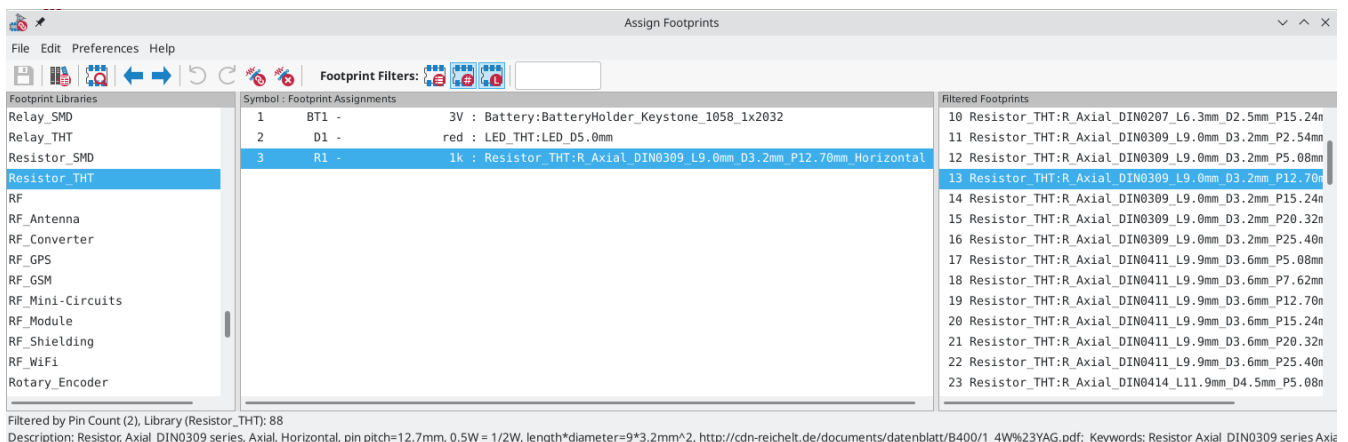 Assign Footprints
File Edit Preferences Help
Footprint Filters:
Footprint Libraries
Relay_SMD
Relay_THT
Resistor_SMD
Resistor_THT
RF
RF_Antenna
RF_Converter
RF_GPS
RF_GSM
RF_Mini-Circuits
RF_Module
RF_Shielding
RF_WiFi
Rotary_Encoder
Symbol : Footprint Assignments
1 BT1 - 3V : Battery:BatteryHolder_Keystone_1058_1x2032
2 D1 - red : LED_THT:LED_D5.0mm
3 R1 - 1k : Resistor_THT:R_Axial_DIN0309_L9.0mm_D3.2mm_P12.70mm_Horizontal
Filtered Footprints
10 Resistor_THT:R_Axial_DIN0207_L6.3mm_D2.5mm_P15.24m
11 Resistor_THT:R_Axial_DIN0309_L9.0mm_D3.2mm_P2.54mm
12 Resistor_THT:R_Axial_DIN0309_L9.0mm_D3.2mm_P5.08mm
13 Resistor_THT:R_Axial_DIN0309_L9.0mm_D3.2mm_P12.70m
14 Resistor_THT:R_Axial_DIN0309_L9.0mm_D3.2mm_P15.24m
15 Resistor_THT:R_Axial_DIN0309_L9.0mm_D3.2mm_P20.32m
16 Resistor_THT:R_Axial_DIN0309_L9.0mm_D3.2mm_P25.40m
17 Resistor_THT:R_Axial_DIN0411_L9.9mm_D3.6mm_P5.08mm
18 Resistor_THT:R_Axial_DIN0411_L9.9mm_D3.6mm_P7.62mm
19 Resistor_THT:R_Axial_DIN0411_L9.9mm_D3.6mm_P12.70m
20 Resistor_THT:R_Axial_DIN0411_L9.9mm_D3.6mm_P15.24m
21 Resistor_THT:R_Axial_DIN0411_L9.9mm_D3.6mm_P20.32m
22 Resistor_THT:R_Axial_DIN0411_L9.9mm_D3.6mm_P25.40m
23 Resistor_THT:R_Axial_DIN0414_L11.9mm_D4.5mm_P5.08m
Filtered by Pin Count (2), Library (Resistor_THT): 88
Description: Resistor, Axial_DIN0309 series, Axial, Horizontal, pin pitch=12.7mm, 0.5W = 1/2W, length*diameter=9*3.2mm^2, http://cdn-reichelt.de/documents/datenblatt/B400/1_4W%23YAG.pdf; Keywords: Resistor Axial_DIN0309 series Axia